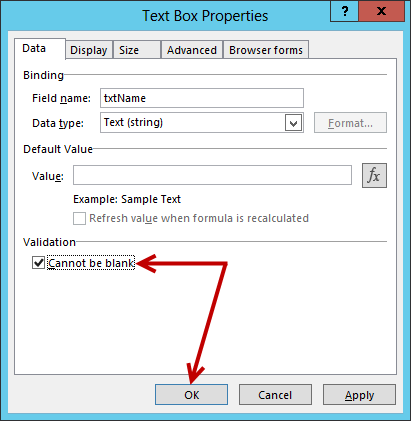 Text Box Properties
? X
Data Display Size Advanced Browser forms
Binding
Field name: txtName
Data type: Text (string) Format...
Default Value
Value: fx
Example: Sample Text
Refresh value when formula is recalculated
Validation
Cannot be blank
OK Cancel Apply